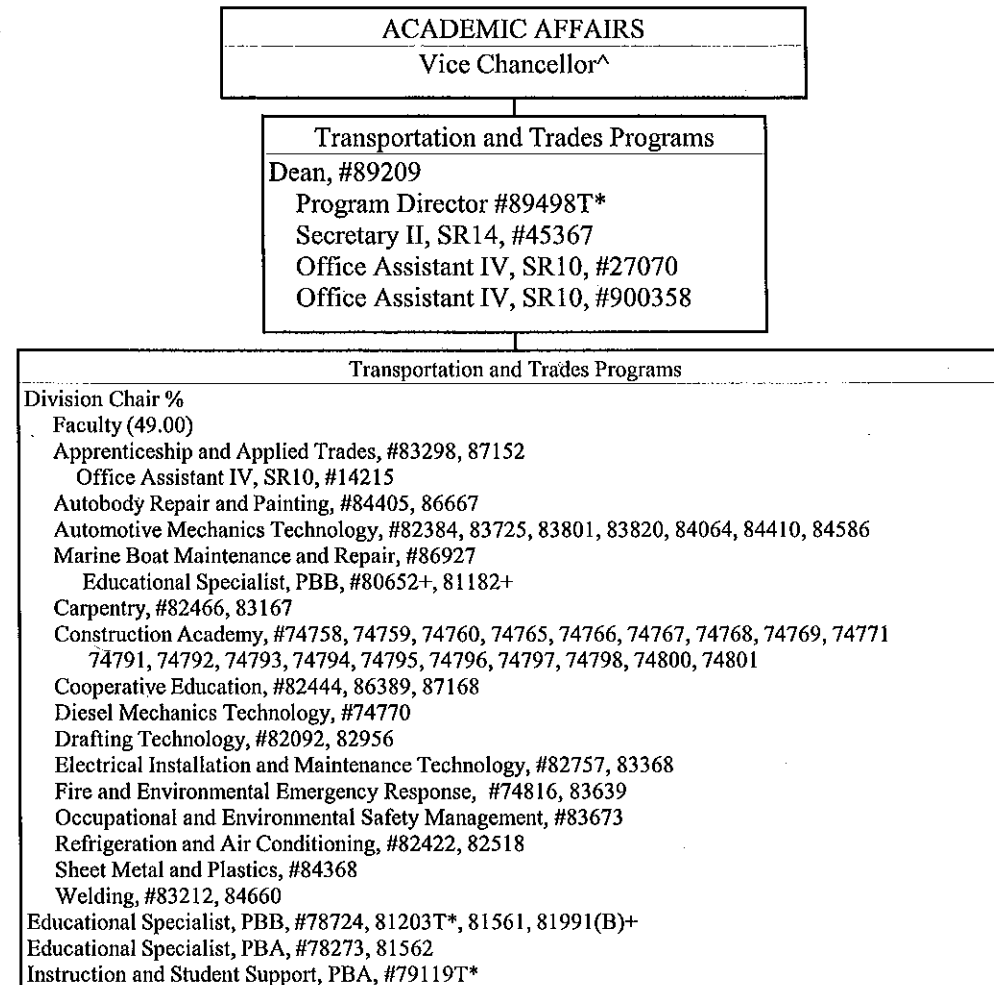 ACADEMIC AFFAIRS
Vice Chancellor^
Transportation and Trades Programs
Dean, #89209
Program Director #89498T*
Secretary II, SR14, #45367
Office Assistant IV, SR10, #27070
Office Assistant IV, SR10, #900358
Transportation and Trades Programs
Division Chair %
Faculty (49.00)
Apprenticeship and Applied Trades, #83298, 87152
Office Assistant IV, SR10, #14215
Autobody Repair and Painting, #84405, 86667
Automotive Mechanics Technology, #82384, 83725, 83801, 83820, 84064, 84410, 84586
Marine Boat Maintenance and Repair, #86927
Educational Specialist, PBB, #80652+, 81182+
Carpentry, #82466, 83167
Construction Academy, #74758, 74759, 74760, 74765, 74766, 74767, 74768, 74769, 74771
74791, 74792, 74793, 74794, 74795, 74796, 74797, 74798, 74800, 74801
Cooperative Education, #82444, 86389, 87168
Diesel Mechanics Technology, #74770
Drafting Technology, #82092, 82956
Electrical Installation and Maintenance Technology, #82757, 83368
Fire and Environmental Emergency Response, #74816, 83639
Occupational and Environmental Safety Management, #83673
Refrigeration and Air Conditioning, #82422, 82518
Sheet Metal and Plastics, #84368
Welding, #83212, 84660
Educational Specialist, PBB, #78724, 81203T*, 81561, 81991(B)+
Educational Specialist, PBA, #78273, 81562
Instruction and Student Support, PBA, #79119T*